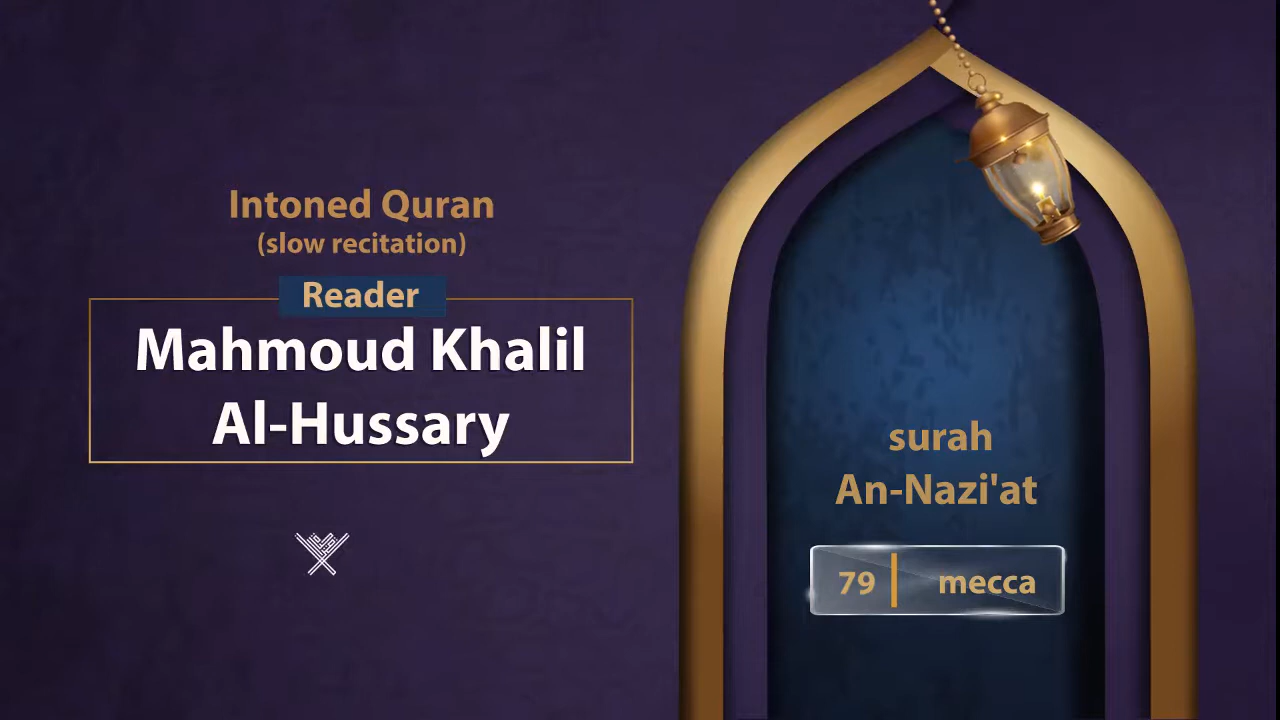 Intoned Quran
(slow recitation)
Reader
Mahmoud Khalil
Al-Hussary
surah
An-Nazi'at
79
mecca